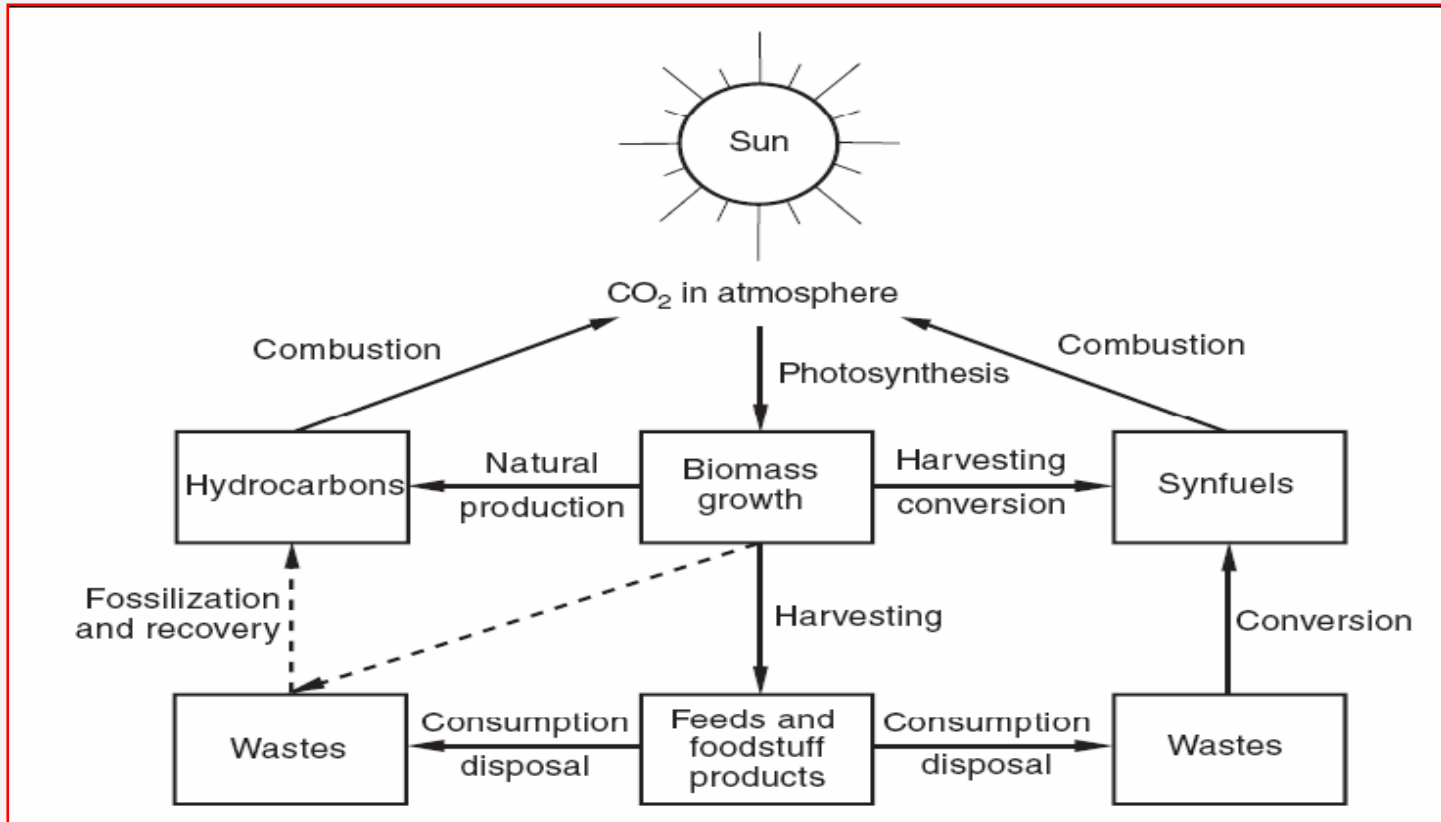 Sun
CO₂ in atmosphere
Combustion
Combustion
Photosynthesis
Hydrocarbons
Natural
production
Biomass
growth
Harvesting
conversion
Synfuels
Fossilization
and recovery
Harvesting
Conversion
Wastes
Consumption
disposal
Feeds and
foodstuff
products
Consumption
disposal
Wastes